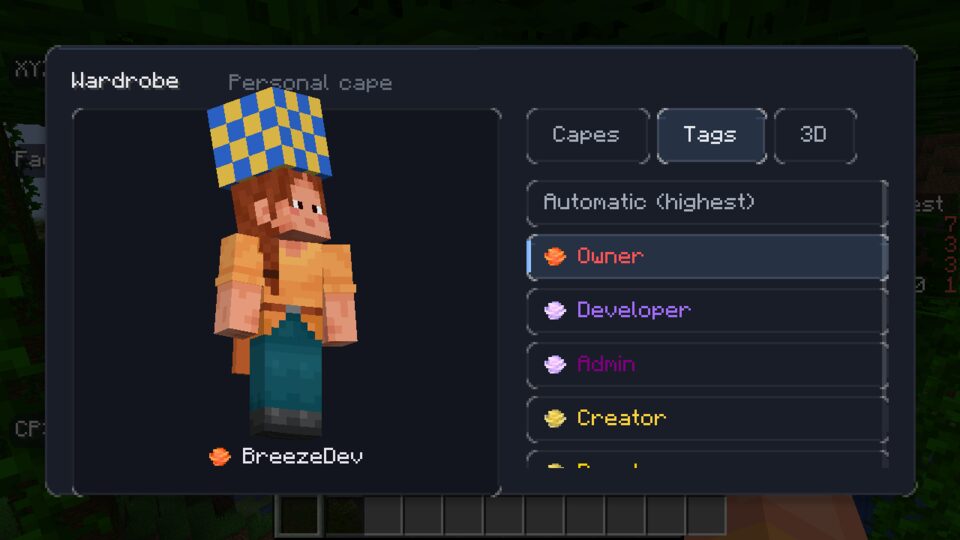 Wardrobe
Personal cape
Capes
Tags
3D
Automatic (highest)
Owner
Developer
Admin
Creator
BreezeDev